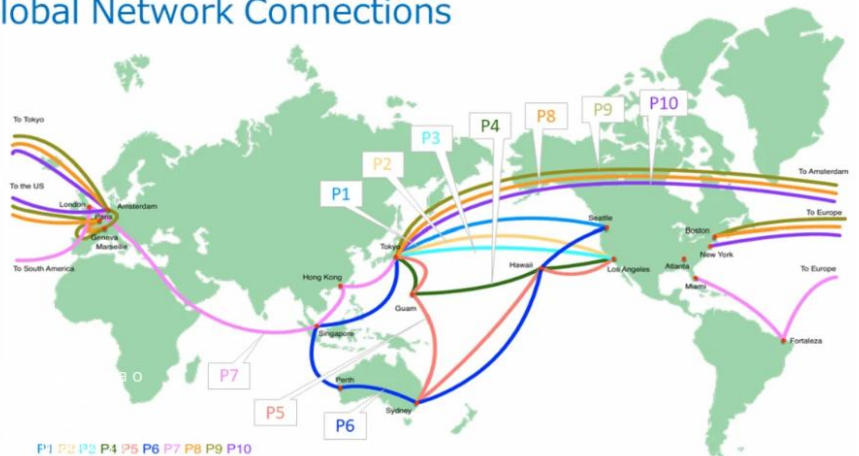 lobal Network Connections
To Tokyo
To the US
To South America
London
Amsterdam
Paris
Geneva
Marseille
P1
P2
P3
P4
P8
P9
P10
Tokyo
Hong Kong
Guam
Singapore
Perth
Sydney
Hawaii
Seattle
Los Angeles
Boston
New York
Atlanta
Miami
Fortaleza
To Amsterdam
To Europe
To Europe
P7
P5
P6
a o
P1 P2 P3 P4 P5 P6 P7 P8 P9 P10